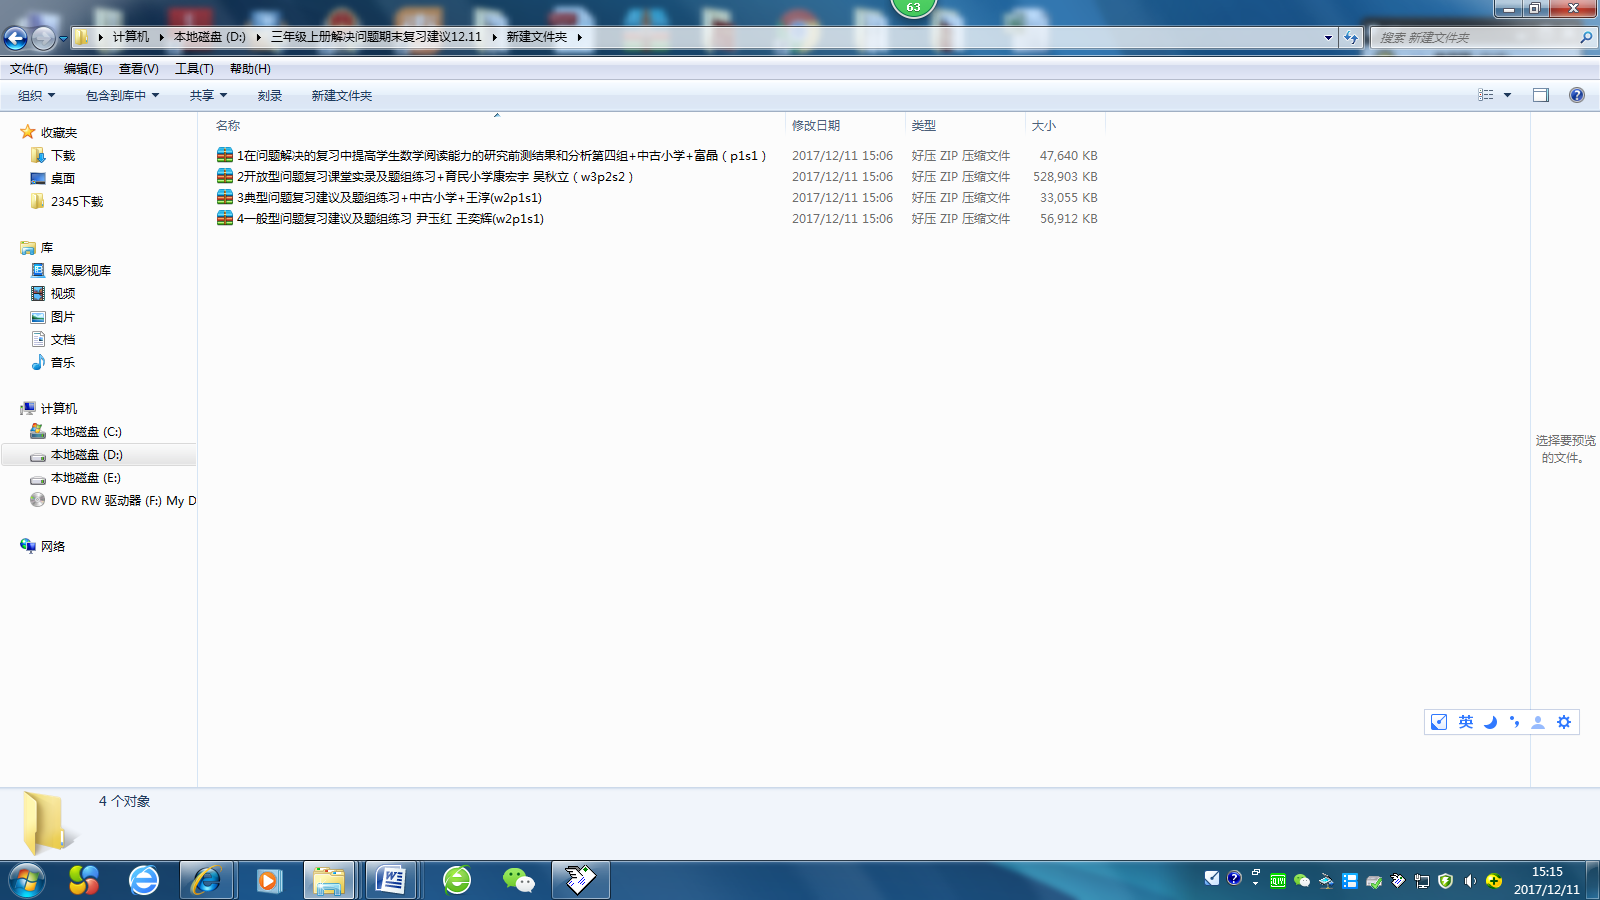 63
计算机 本地磁盘 (D:) 三年级上册解决问题期末复习建议12.11 新建文件夹
搜索 新建文件夹
文件(F) 编辑(E) 查看(V) 工具(T) 帮助(H)
组织 包含到库中 共享 刻录 新建文件夹
名称 修改日期 类型 大小
1在问题解决的复习中提高学生数学阅读能力的研究前测结果和分析第四组+中古小学+富晶（p1s1） 2017/12/11 15:06 好压 ZIP 压缩文件 47,640 KB
2开放型问题复习课堂实录及题组练习+育民小学康宏宇 吴秋立（w3p2s2） 2017/12/11 15:06 好压 ZIP 压缩文件 528,903 KB
3典型问题复习建议及题组练习+中古小学+王淳(w2p1s1) 2017/12/11 15:06 好压 ZIP 压缩文件 33,055 KB
4一般型问题复习建议及题组练习 尹玉红 王奕辉(w2p1s1) 2017/12/11 15:06 好压 ZIP 压缩文件 56,912 KB
收藏夹
下载
桌面
2345下载
库
暴风影视库
视频
图片
文档
音乐
计算机
本地磁盘 (C:)
本地磁盘 (D:)
本地磁盘 (E:)
DVD RW 驱动器 (F:) My D
网络
选择要预览
的文件。
英
4 个对象
15:15
2017/12/11